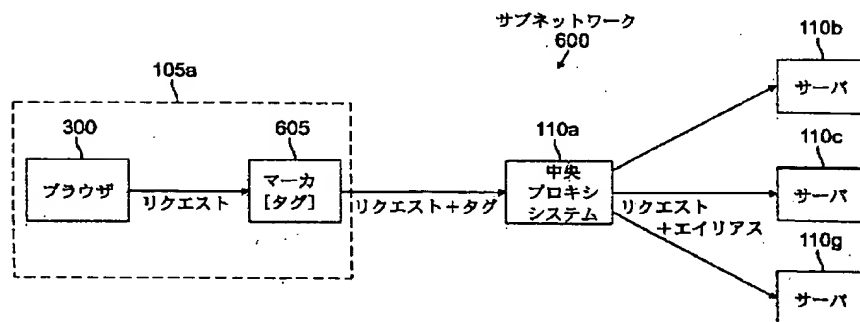 サブネットワーク
600
110b
サーバ
105a
300
ブラウザ
リクエスト
605
マーカ
[タグ]
リクエスト+タグ
110a
中央
プロキシ
システム
リクエスト
+エイリアス
110c
サーバ
110g
サーバ